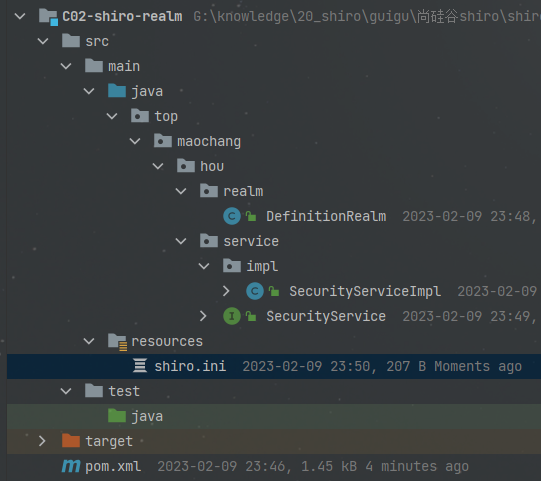 C02-shiro-realm G:\knowledge\20_shiro\guigu\尚硅谷shiro\shir
src
main
java
top
maochang
hou
realm
C DefinitionRealm 2023-02-09 23:48,
service
impl
C SecurityServiceImpl 2023-02-09
I SecurityService 2023-02-09 23:49,
resources
shiro.ini 2023-02-09 23:50, 207 B Moments ago
test
java
target
m pom.xml 2023-02-09 23:46, 1.45 kB 4 minutes ago